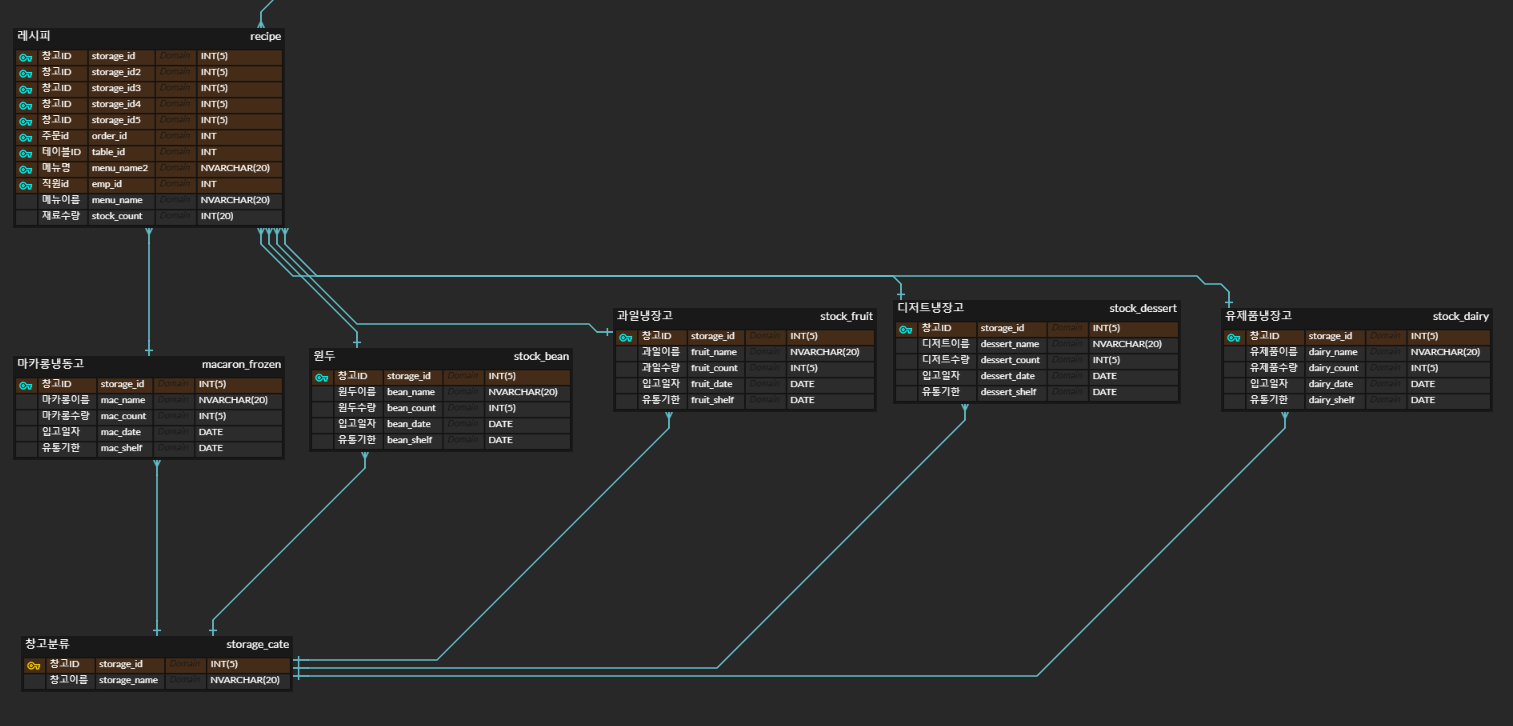 레시피 recipe
창고ID storage_id Domain INT(5)
창고ID storage_id2 Domain INT(5)
창고ID storage_id3 Domain INT(5)
창고ID storage_id4 Domain INT(5)
창고ID storage_id5 Domain INT(5)
주문id order_id Domain INT
테이블ID table_id Domain INT
메뉴명 menu_name2 Domain NVARCHAR(20)
직원id emp_id Domain INT
메뉴이름 menu_name Domain NVARCHAR(20)
재료수량 stock_count Domain INT(20)
마카롱냉동고 macaron_frozen
창고ID storage_id Domain INT(5)
마카롱이름 mac_name Domain NVARCHAR(20)
마카롱수량 mac_count Domain INT(5)
입고일자 mac_date Domain DATE
유통기한 mac_shelf Domain DATE
원두 stock_bean
창고ID storage_id Domain INT(5)
원두이름 bean_name Domain NVARCHAR(20)
원두수량 bean_count Domain INT(5)
입고일자 bean_date Domain DATE
유통기한 bean_shelf Domain DATE
과일냉장고 stock_fruit
창고ID storage_id Domain INT(5)
과일이름 fruit_name Domain NVARCHAR(20)
과일수량 fruit_count Domain INT(5)
입고일자 fruit_date Domain DATE
유통기한 fruit_shelf Domain DATE
디저트냉장고 stock_dessert
창고ID storage_id Domain INT(5)
디저트이름 dessert_name Domain NVARCHAR(20)
디저트수량 dessert_count Domain INT(5)
입고일자 dessert_date Domain DATE
유통기한 dessert_shelf Domain DATE
유제품냉장고 stock_dairy
창고ID storage_id Domain INT(5)
유제품이름 dairy_name Domain NVARCHAR(20)
유제품수량 dairy_count Domain INT(5)
입고일자 dairy_date Domain DATE
유통기한 dairy_shelf Domain DATE
창고분류 storage_cate
창고ID storage_id Domain INT(5)
창고이름 storage_name Domain NVARCHAR(20)